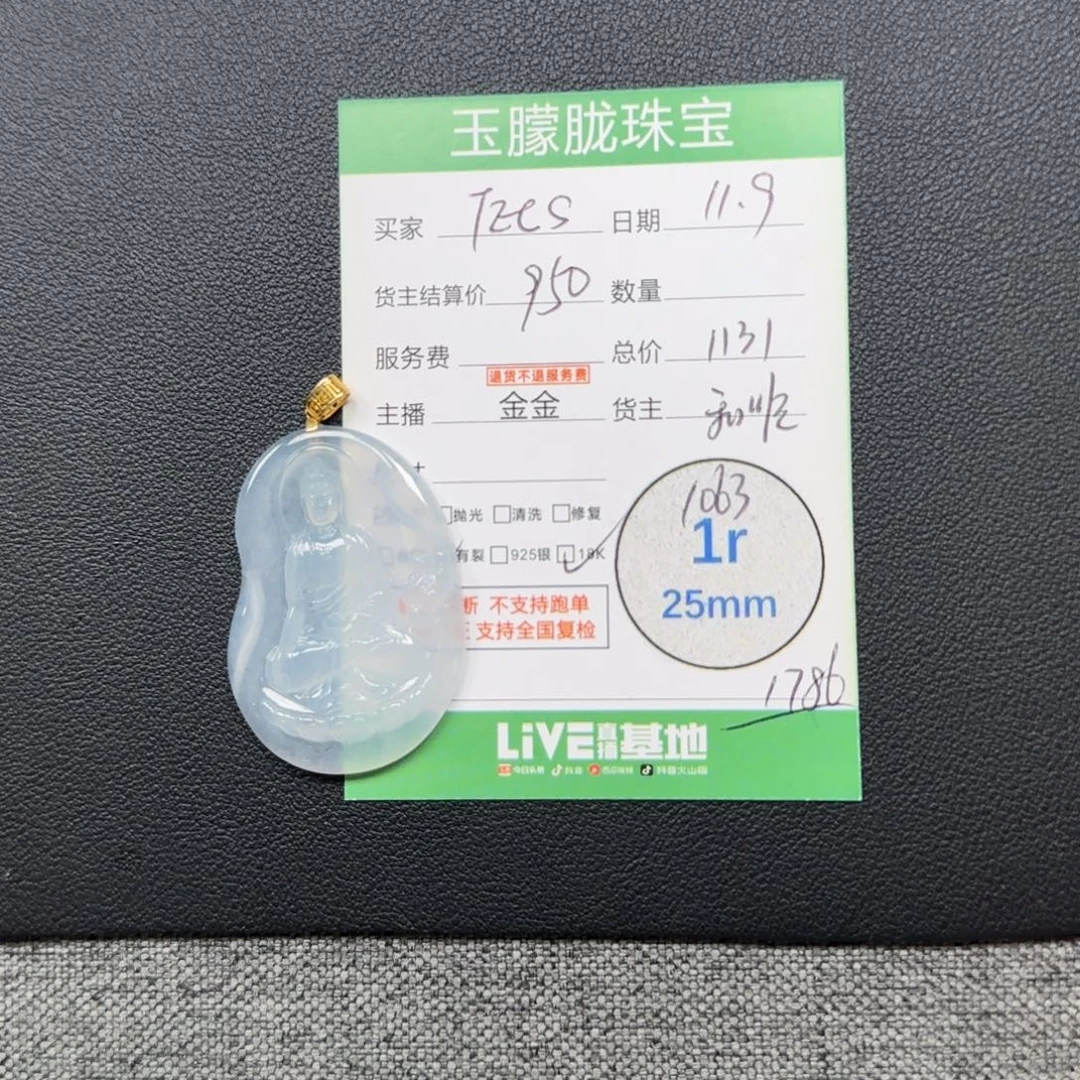 玉朦胧珠宝
买家 TZCS 日期 11.9
货主结算价 950 数量
服务费 总价 1131
退货不退服务费
主播 金金 货主
+
抛光 清洗 修复
有裂 925银 18K
1063
1r
25mm
断 不支持跑单
证 支持全国复检
1786
LiVE直播基地
今日头条 抖音 西瓜视频 抖音火山版